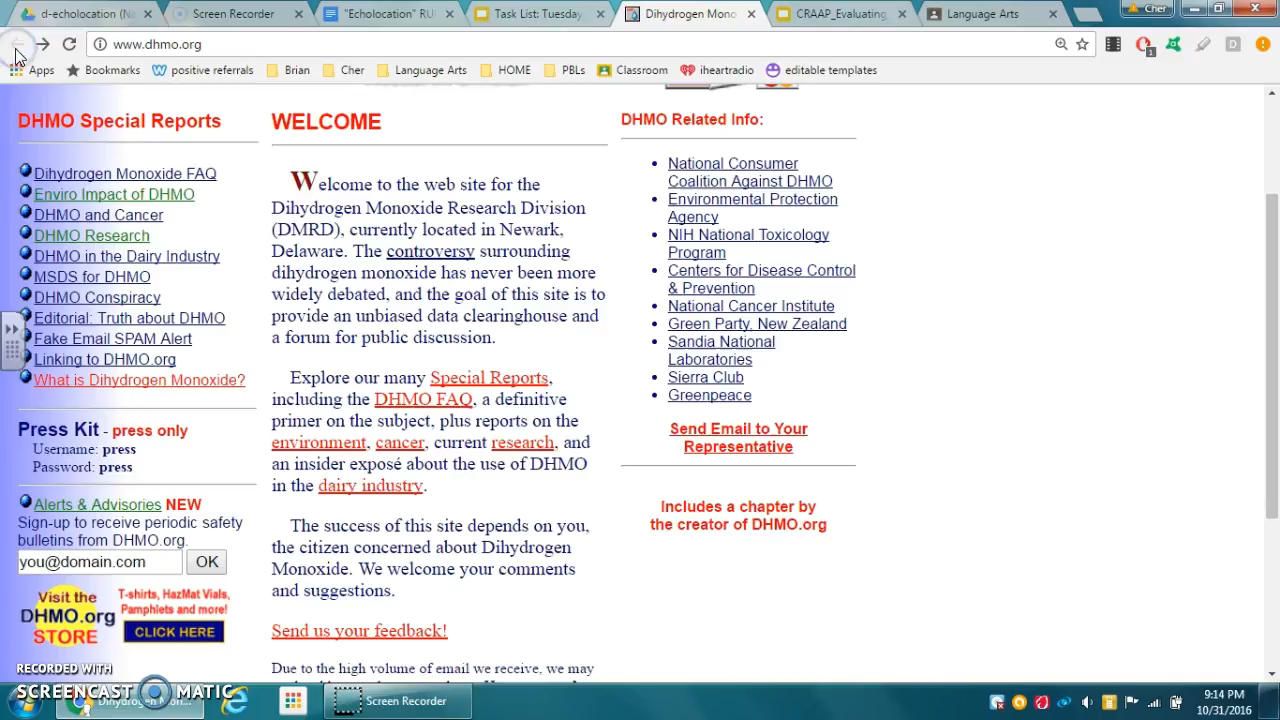 d-echolocation (Na
Screen Recorder
"Echolocation" RU
Task List: Tuesday
Dihydrogen Mono
CRAAP_Evaluating
Language Arts
Cher
www.dhmo.org
Apps
Bookmarks
positive referrals
Brian
Cher
Language Arts
HOME
PBLs
Classroom
iheartradio
editable templates
DHMO Special Reports
Dihydrogen Monoxide FAQ
Enviro Impact of DHMO
DHMO and Cancer
DHMO Research
DHMO in the Dairy Industry
MSDS for DHMO
DHMO Conspiracy
Editorial: Truth about DHMO
Fake Email SPAM Alert
Linking to DHMO.org
What is Dihydrogen Monoxide?
Press Kit - press only
Username: press
Password: press
Alerts & Advisories NEW
Sign-up to receive periodic safety
bulletins from DHMO.org.
you@domain.com
OK
Visit the
DHMO.org
STORE
T-shirts, HazMat Vials,
Pamphlets and more!
CLICK HERE
WELCOME
Welcome to the web site for the
Dihydrogen Monoxide Research Division
(DMRD), currently located in Newark,
Delaware. The controversy surrounding
dihydrogen monoxide has never been more
widely debated, and the goal of this site is to
provide an unbiased data clearinghouse and
a forum for public discussion.
Explore our many Special Reports,
including the DHMO FAQ, a definitive
primer on the subject, plus reports on the
environment, cancer, current research, and
an insider exposé about the use of DHMO
in the dairy industry.
The success of this site depends on you,
the citizen concerned about Dihydrogen
Monoxide. We welcome your comments
and suggestions.
Send us your feedback!
Due to the high volume of email we receive, we may
DHMO Related Info:
National Consumer
Coalition Against DHMO
Environmental Protection
Agency
NIH National Toxicology
Program
Centers for Disease Control
& Prevention
National Cancer Institute
Green Party, New Zealand
Sandia National
Laboratories
Sierra Club
Greenpeace
Send Email to Your
Representative
Includes a chapter by
the creator of DHMO.org
RECORDED WITH
SCREENCAST MATIC
Dihydrogen Mon...
Screen Recorder
9:14 PM
10/31/2016